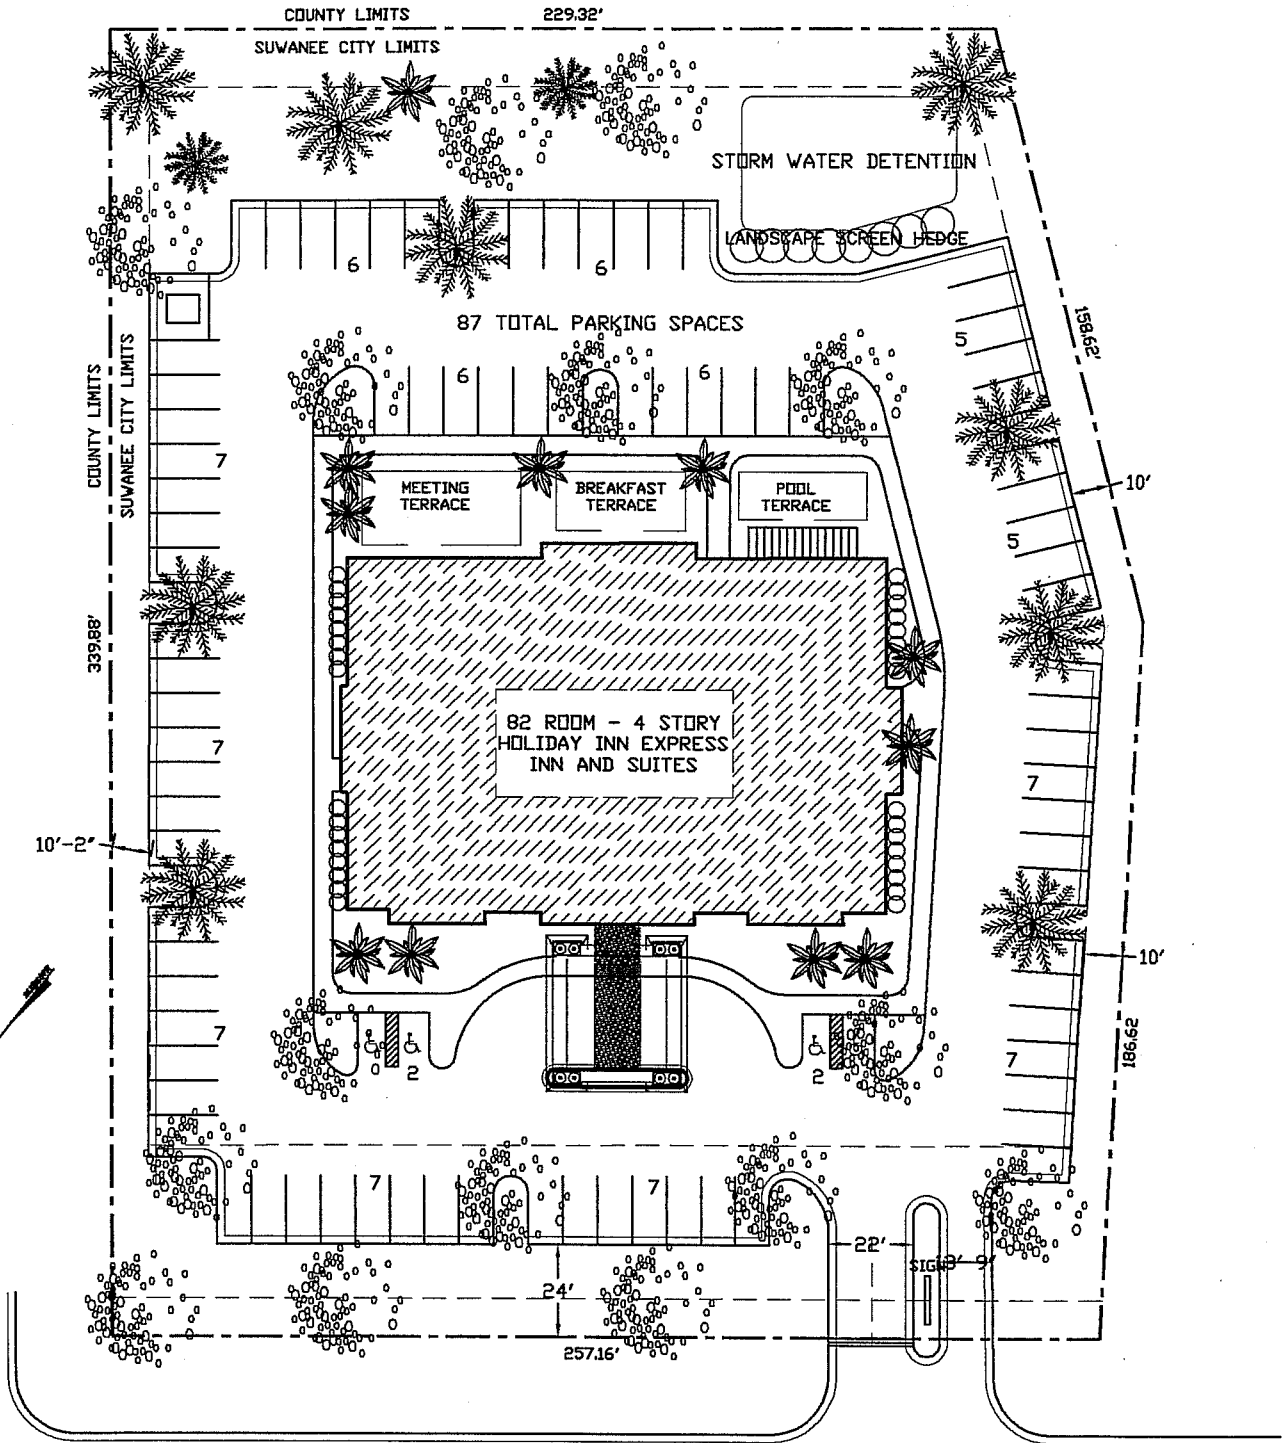 COUNTY LIMITS
229.32'
SUWANEE CITY LIMITS
STORM WATER DETENTION
LANDSCAPE SCREEN HEDGE
6
6
87 TOTAL PARKING SPACES
158.62'
5
6
6
COUNTY LIMITS
SUWANEE CITY LIMITS
7
MEETING
TERRACE
BREAKFAST
TERRACE
POOL
TERRACE
10'
5
339.88'
82 ROOM - 4 STORY
HOLIDAY INN EXPRESS
INN AND SUITES
7
7
10'-2"
10'
7
2
2
7
186.62
7
7
22'
SIGN
24'
257.16'